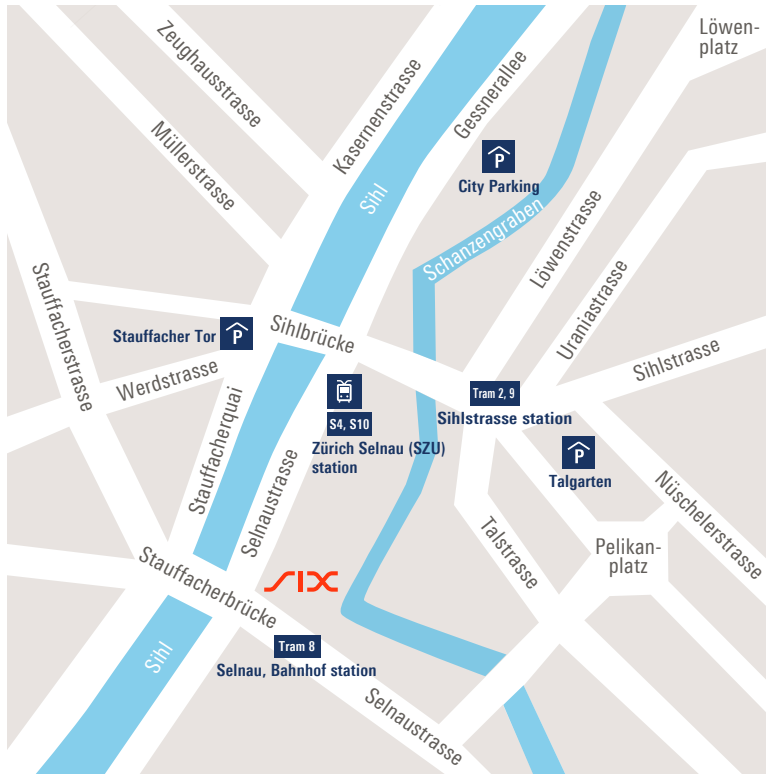 Löwen-
platz
Zeughausstrasse
Müllerstrasse
Kasernenstrasse
Gessnerallee
P
City Parking
Sihl
Schanzengraben
Löwenstrasse
Uraniastrasse
Sihlstrasse
Stauffacherstrasse
Stauffacher Tor
P
Sihlbrücke
Werdstrasse
Stauffacherquai
S4, S10
Zürich Selnau (SZU)
station
Tram 2, 9
Sihlstrasse station
P
Talgarten
Nüschelerstrasse
Selnaustrasse
Talstrasse
Pelikan-
platz
Stauffacherbrücke
SIX
Sihl
Tram 8
Selnau, Bahnhof station
Selnaustrasse